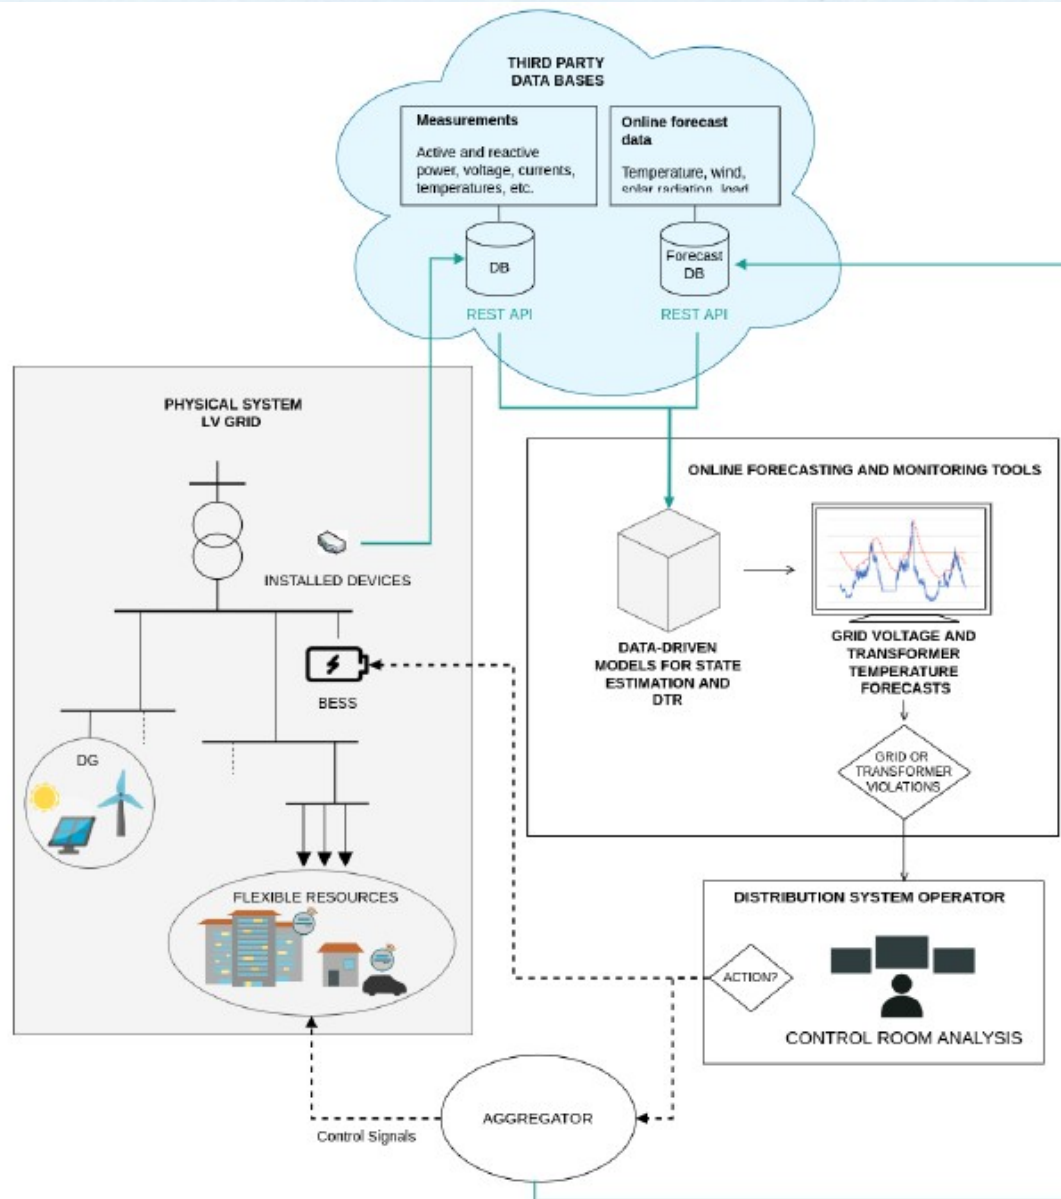 THIRD PARTY
DATA BASES
Measurements
Active and reactive
power, voltage, currents,
temperatures, etc.
Online forecast
data
Temperature, wind,
solar radiation, load
DB
Forecast
DB
REST API
REST API
PHYSICAL SYSTEM
LV GRID
INSTALLED DEVICES
BESS
DG
FLEXIBLE RESOURCES
ONLINE FORECASTING AND MONITORING TOOLS
DATA-DRIVEN
MODELS FOR STATE
ESTIMATION AND
DTR
GRID VOLTAGE AND
TRANSFORMER
TEMPERATURE
FORECASTS
GRID OR
TRANSFORMER
VIOLATIONS
DISTRIBUTION SYSTEM OPERATOR
ACTION?
CONTROL ROOM ANALYSIS
AGGREGATOR
Control Signals